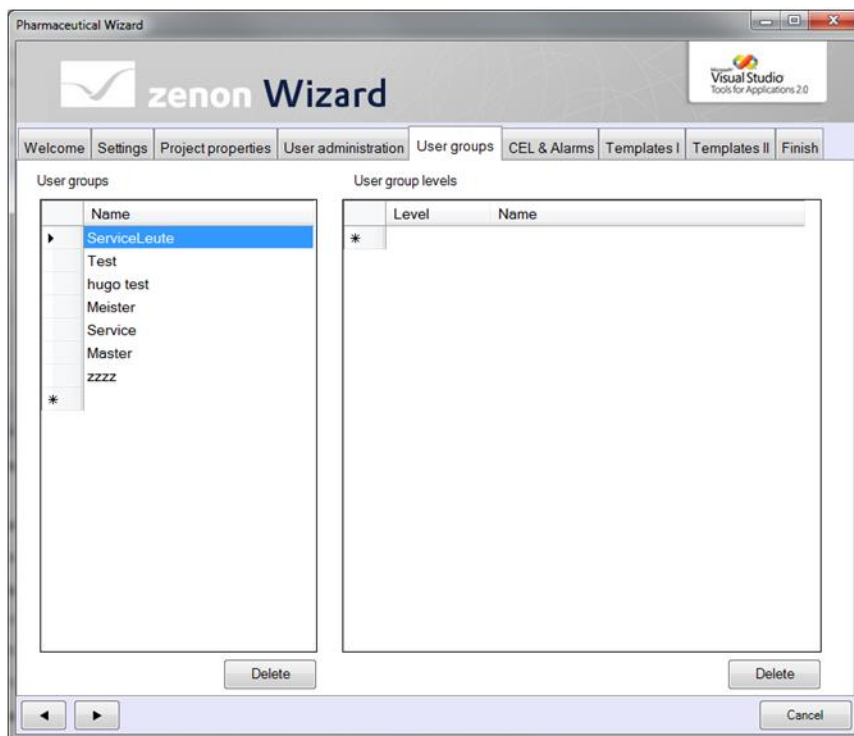 Pharmaceutical Wizard
zenon Wizard
Microsoft
Visual Studio
Tools for Applications 2.0
Welcome Settings Project properties User administration User groups CEL & Alarms Templates I Templates II Finish
User groups
User group levels
Name
Level Name
ServiceLeute
*
Test
hugo test
Meister
Service
Master
zzzz
*
Delete
Delete
Cancel